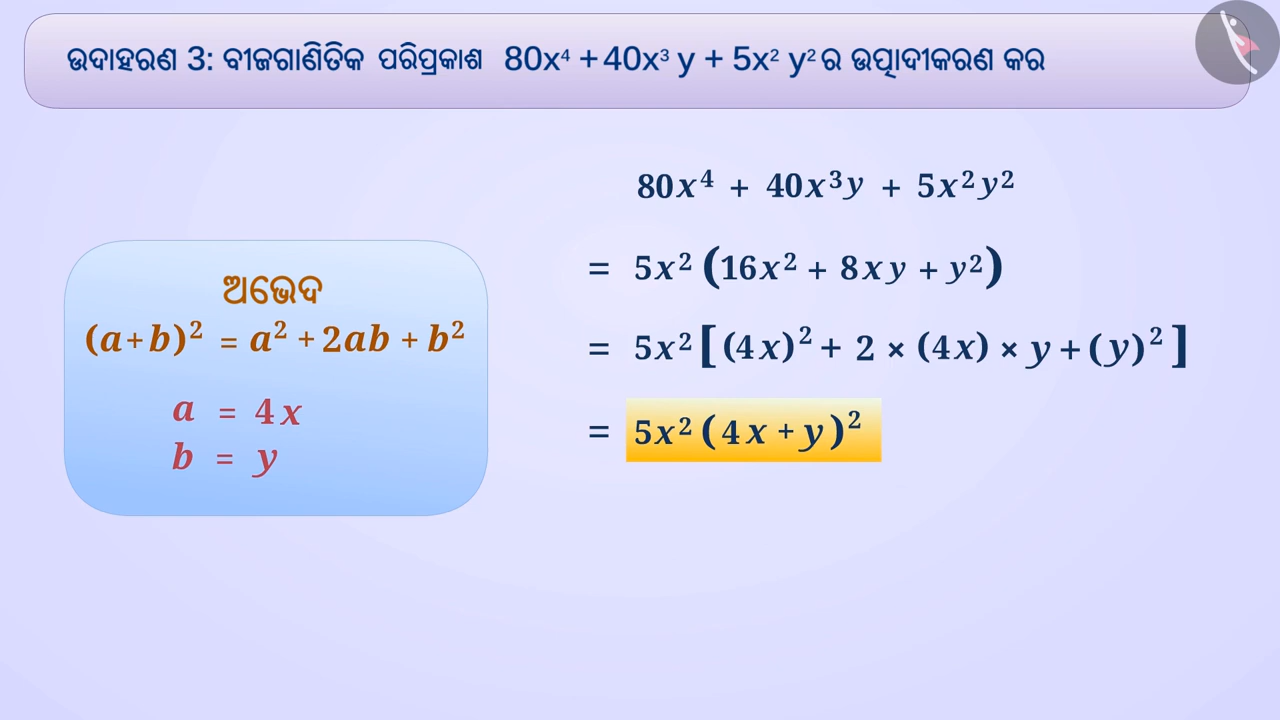 ଉଦାହରଣ 3: ବୀଜଗାଣିତିକ ପରିପ୍ରକାଶ 80x⁴ + 40x³ y + 5x² y² ର ଉତ୍ପାଦୀକରଣ କର
80x⁴ + 40x³y + 5x²y²
= 5x² (16x² + 8xy + y²)
= 5x² [(4x)² + 2 × (4x) × y + (y)²]
= 5x² (4x + y)²
ଅଭେଦ
(a+b)² = a² + 2ab + b²
a = 4x
b = y